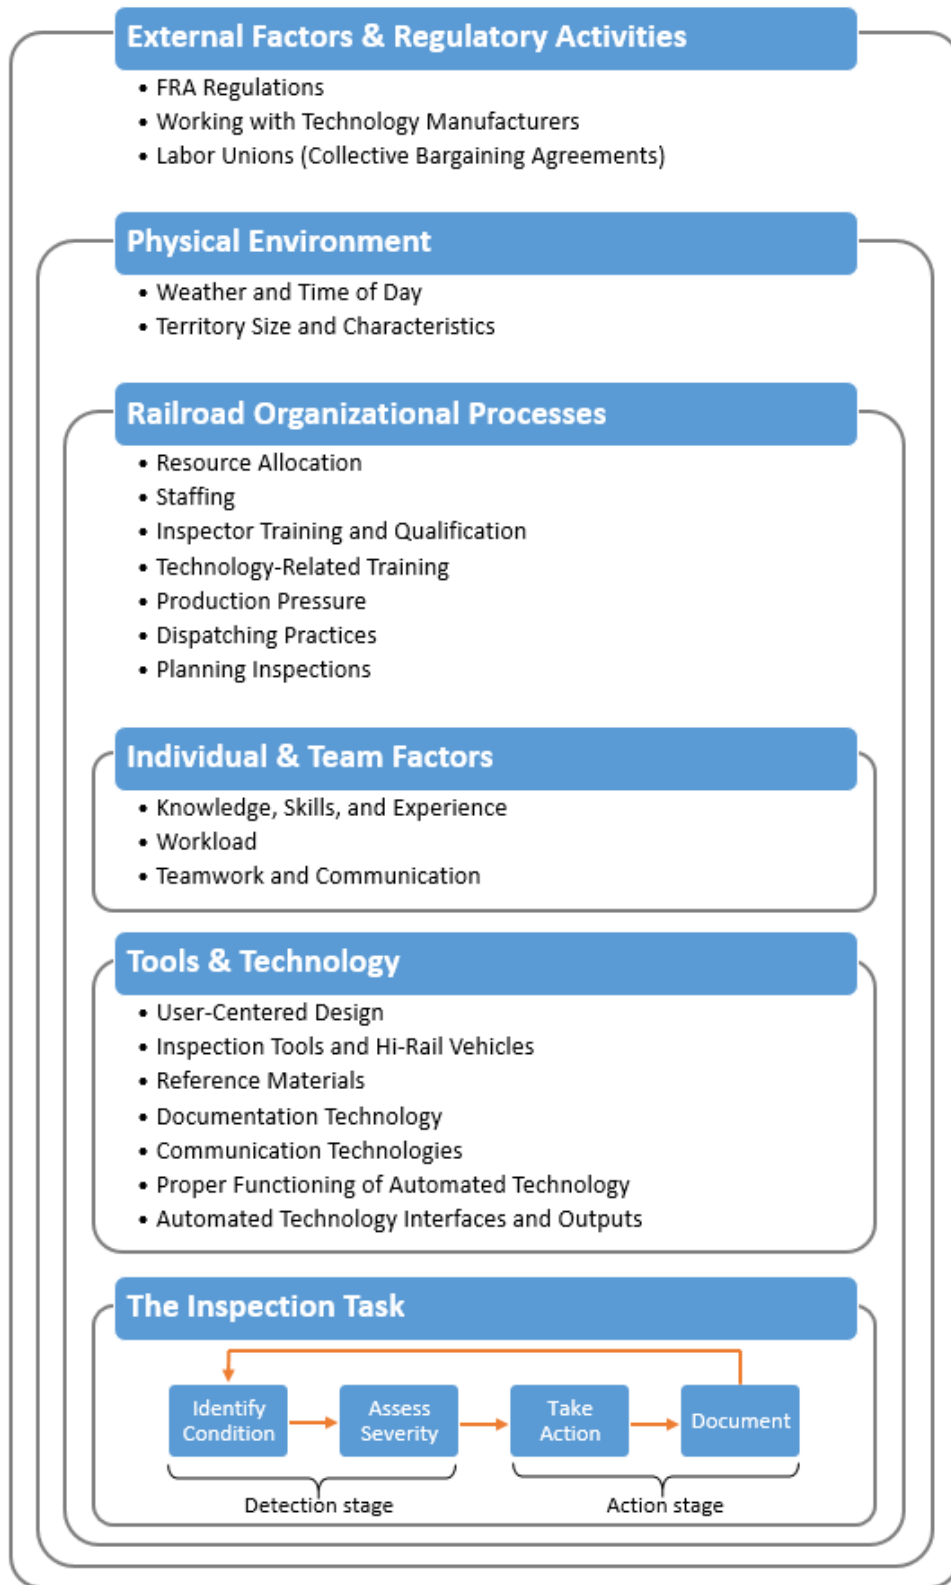 External Factors & Regulatory Activities
• FRA Regulations
• Working with Technology Manufacturers
• Labor Unions (Collective Bargaining Agreements)
Physical Environment
• Weather and Time of Day
• Territory Size and Characteristics
Railroad Organizational Processes
• Resource Allocation
• Staffing
• Inspector Training and Qualification
• Technology-Related Training
• Production Pressure
• Dispatching Practices
• Planning Inspections
Individual & Team Factors
• Knowledge, Skills, and Experience
• Workload
• Teamwork and Communication
Tools & Technology
• User-Centered Design
• Inspection Tools and Hi-Rail Vehicles
• Reference Materials
• Documentation Technology
• Communication Technologies
• Proper Functioning of Automated Technology
• Automated Technology Interfaces and Outputs
The Inspection Task
Identify
Condition
Assess
Severity
Take
Action
Document
Detection stage
Action stage